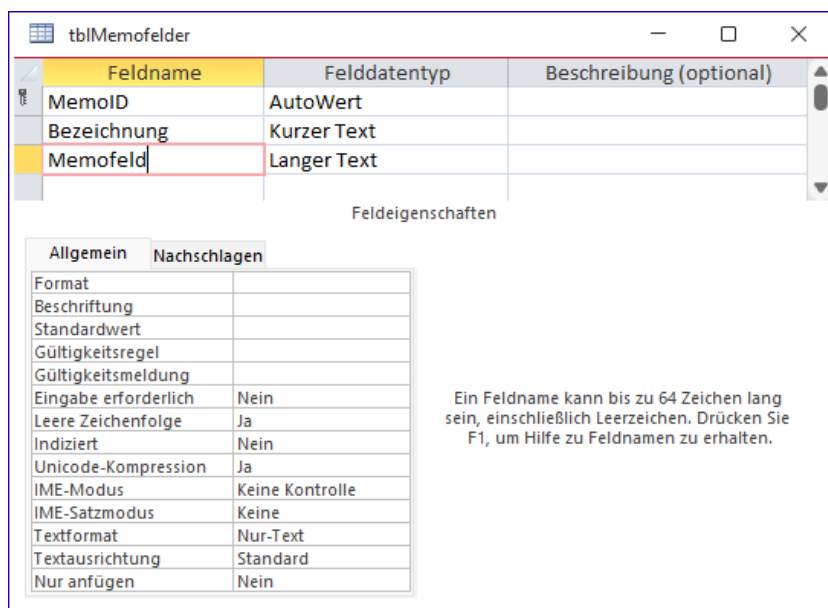 tblMemofelder
Feldname Felddatentyp Beschreibung (optional)
MemoID AutoWert
Bezeichnung Kurzer Text
Memofeld Langer Text
Feldeigenschaften
Allgemein Nachschlagen
Format
Beschriftung
Standardwert
Gültigkeitsregel
Gültigkeitsmeldung
Eingabe erforderlich Nein
Leere Zeichenfolge Ja
Indiziert Nein
Unicode-Kompression Ja
IME-Modus Keine Kontrolle
IME-Satzmodus Keine
Textformat Nur-Text
Textausrichtung Standard
Nur anfügen Nein
Ein Feldname kann bis zu 64 Zeichen lang
sein, einschließlich Leerzeichen. Drücken Sie
F1, um Hilfe zu Feldnamen zu erhalten.